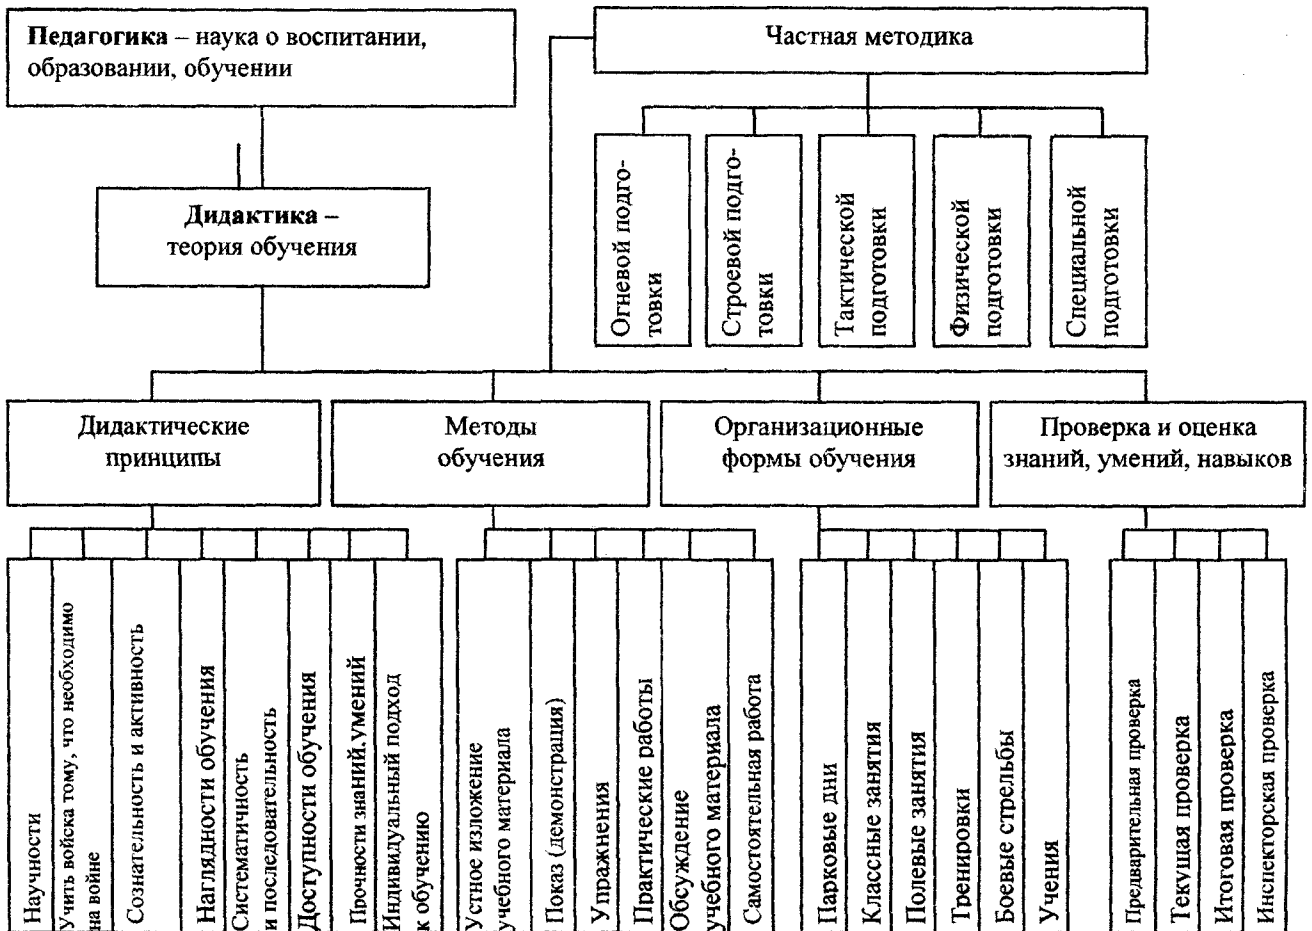 Педагогика – наука о воспитании,
образовании, обучении
Частная методика
Дидактика –
теория обучения
Огневой подго-
товки
Строевой подго-
товки
Тактической
подготовки
Физической
подготовки
Специальной
подготовки
Дидактические
принципы
Методы
обучения
Организационные
формы обучения
Проверка и оценка
знаний, умений, навыков
Научности
Учить войска тому, что необходимо
на войне
Сознательность и активность
Наглядности обучения
Систематичность
и последовательность
Доступности обучения
Прочности знаний.умений
Индивидуальный подход
к обучению
Устное изложение
учебного материала
Показ (демонстрация)
Упражнения
Практические работы
Обсуждение
учебного материала
Самостоятельная работа
Парковые дни
Классные занятия
Полевые занятия
Тренировки
Боевые стрельбы
Учения
Предварительная проверка
Текущая проверка
Итоговая проверка
Инспекторская проверка